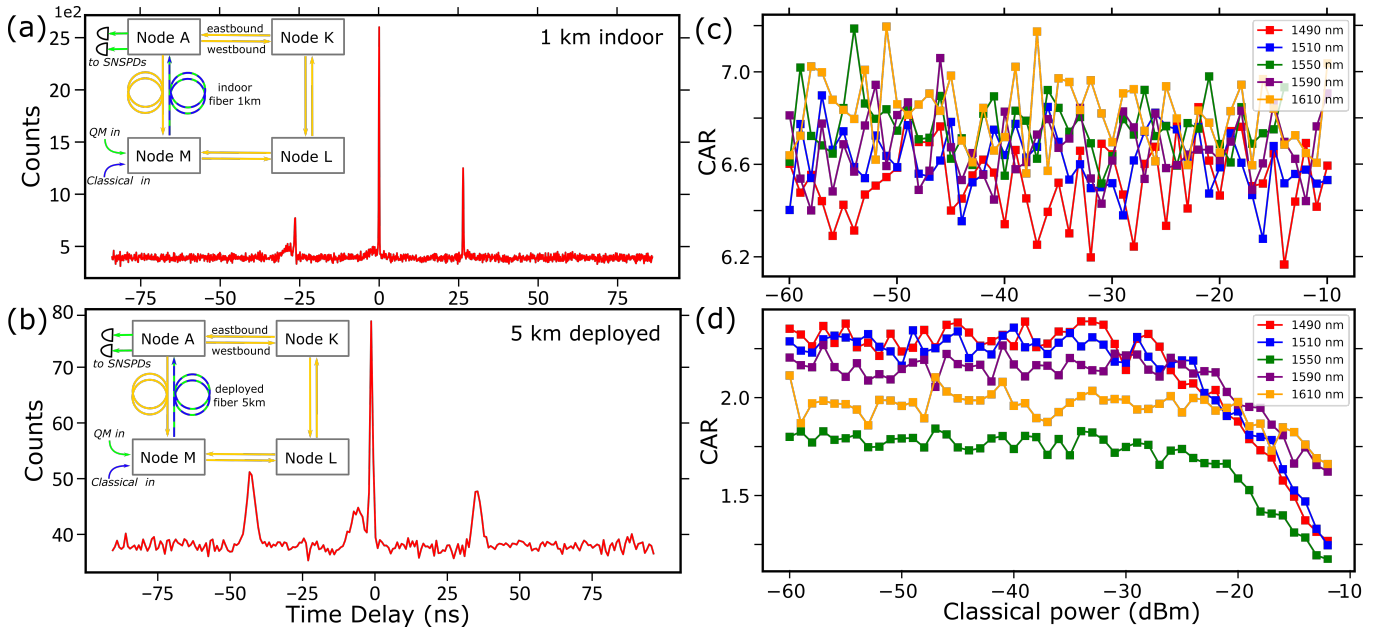 (a)
1e2
Counts
25
20
15
10
5
1 km indoor
Node A
Node K
eastbound
westbound
to SNSPDs
indoor
fiber 1km
QM in
Node M
Node L
Classical in
−75
−50
−25
0
25
50
75
(b)
Counts
80
70
60
50
40
5 km deployed
Node A
Node K
eastbound
westbound
to SNSPDs
deployed
fiber 5km
QM in
Node M
Node L
Classical in
−75
−50
−25
0
25
50
75
Time Delay (ns)
(c)
CAR
7.0
6.6
6.2
1490 nm
1510 nm
1550 nm
1590 nm
1610 nm
−60
−50
−40
−30
−20
−10
(d)
CAR
2.0
1.5
1490 nm
1510 nm
1550 nm
1590 nm
1610 nm
−60
−50
−40
−30
−20
−10
Classical power (dBm)